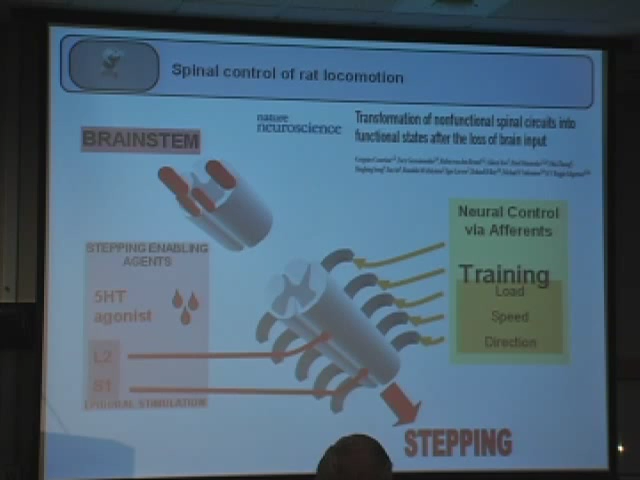 Spinal control of rat locomotion
nature
neuroscience
Transformation of nonfunctional spinal circuits into
functional states after the loss of brain input
BRAINSTEM
STEPPING ENABLING
AGENTS
5HT
agonist
L2
S1
EPIDURAL STIMULATION
Neural Control
via Afferents
Training
Load
Speed
Direction
STEPPING